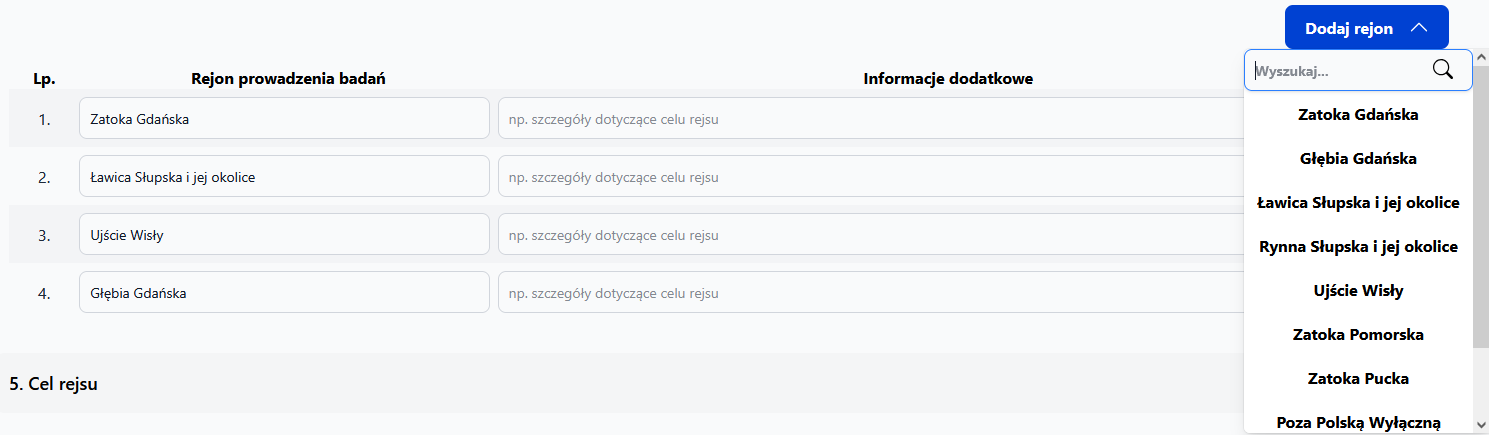 Dodaj rejon
Lp. Rejon prowadzenia badań Informacje dodatkowe
1. Zatoka Gdańska np. szczegóły dotyczące celu rejsu
2. Ławica Słupska i jej okolice np. szczegóły dotyczące celu rejsu
3. Ujście Wisły np. szczegóły dotyczące celu rejsu
4. Głębia Gdańska np. szczegóły dotyczące celu rejsu
5. Cel rejsu
Wyszukaj...
Zatoka Gdańska
Głębia Gdańska
Ławica Słupska i jej okolice
Rynna Słupska i jej okolice
Ujście Wisły
Zatoka Pomorska
Zatoka Pucka
Poza Polską Wyłączną